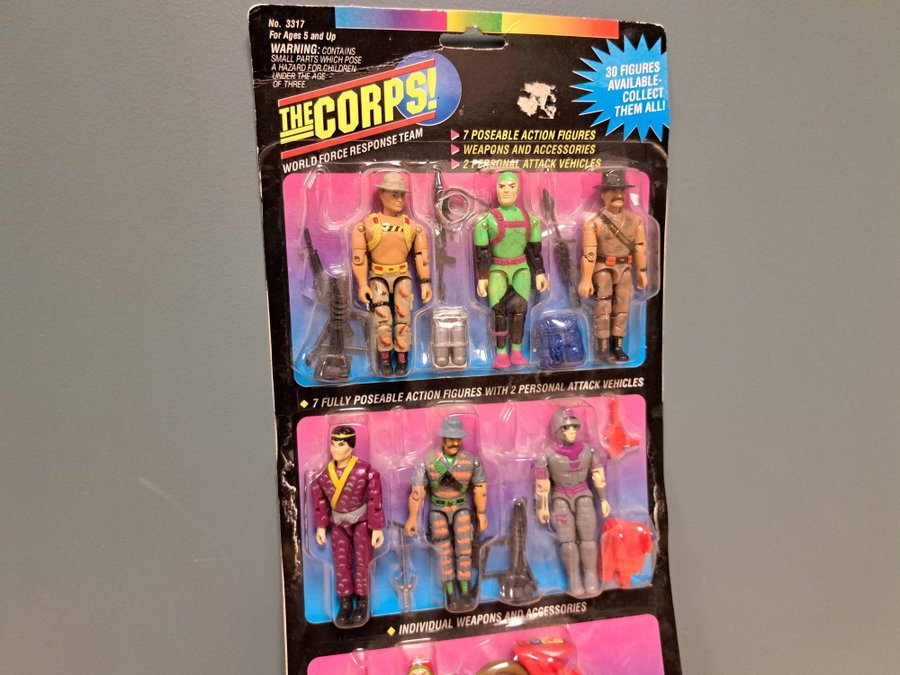 No. 3317
For Ages 5 and Up
WARNING: CONTAINS
SMALL PARTS WHICH POSE
A HAZARD FOR CHILDREN
UNDER THE AGE
OF THREE.
THE CORPS!
WORLD FORCE RESPONSE TEAM
30 FIGURES
AVAILABLE-
COLLECT
THEM ALL!
7 POSEABLE ACTION FIGURES
WEAPONS AND ACCESSORIES
2 PERSONAL ATTACK VEHICLES
7 FULLY POSEABLE ACTION FIGURES WITH 2 PERSONAL ATTACK VEHICLES
INDIVIDUAL WEAPONS AND ACCESSORIES